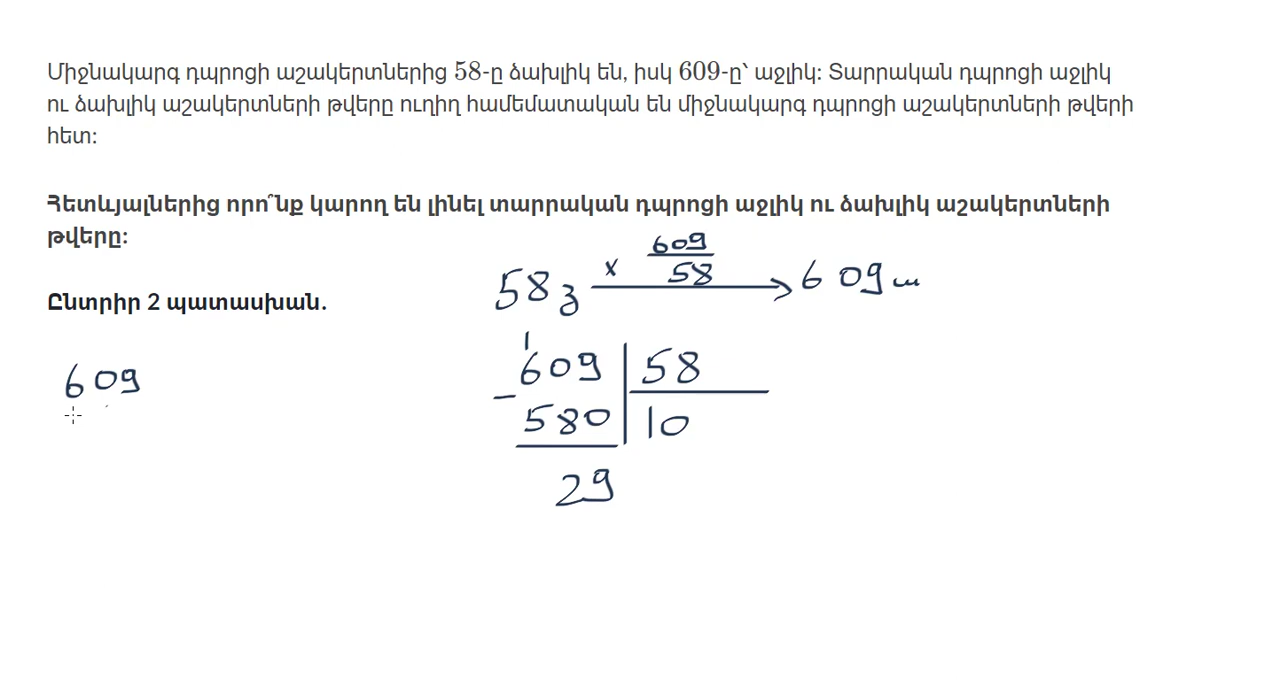 Միջնակարգ դպրոցի աշակերտներից 58-ը ձախլիկ են, իսկ 609-ը՝ աջլիկ: Տարրական դպրոցի աջլիկ
ու ձախլիկ աշակերտների թվերը ուղիղ համեմատական են միջնակարգ դպրոցի աշակերտների թվերի
հետ:
Հետևյալներից որո՞նք կարող են լինել տարրական դպրոցի աջլիկ ու ձախլիկ աշակերտների
թվերը:
Ընտրիր 2 պատասխան.
609
58
58 ձ x 609 ա
1
609 58
- 580 10
29
609